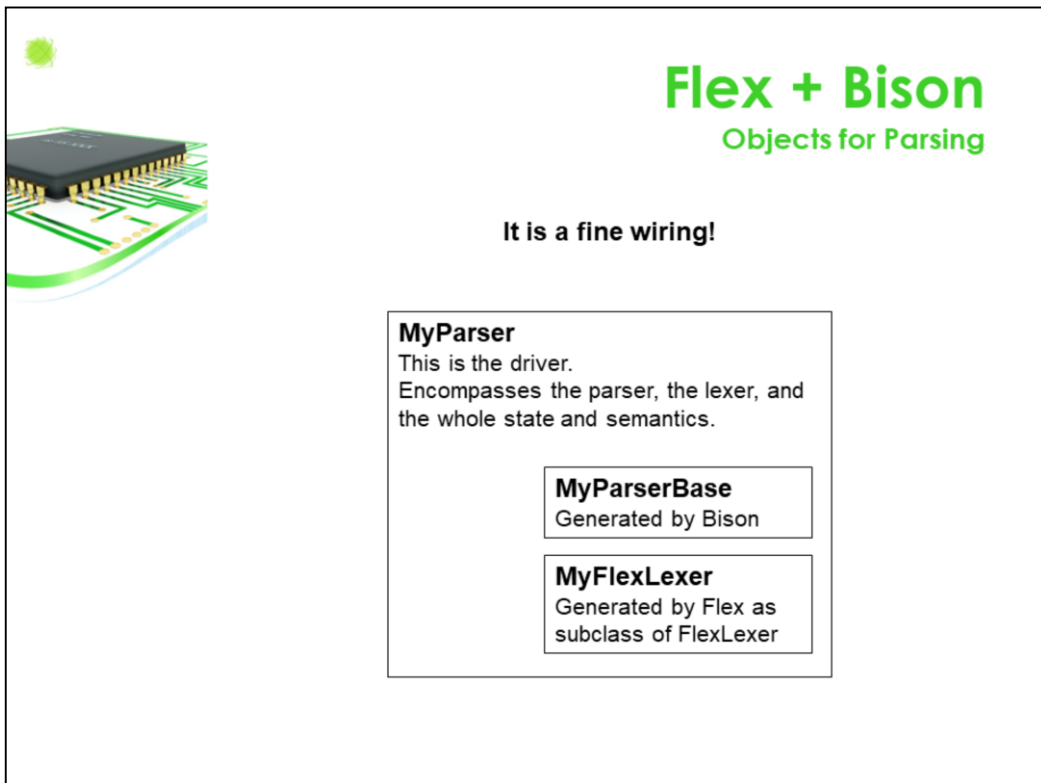 Flex + Bison
Objects for Parsing
It is a fine wiring!
MyParser
This is the driver.
Encompasses the parser, the lexer, and
the whole state and semantics.
MyParserBase
Generated by Bison
MyFlexLexer
Generated by Flex as
subclass of FlexLexer